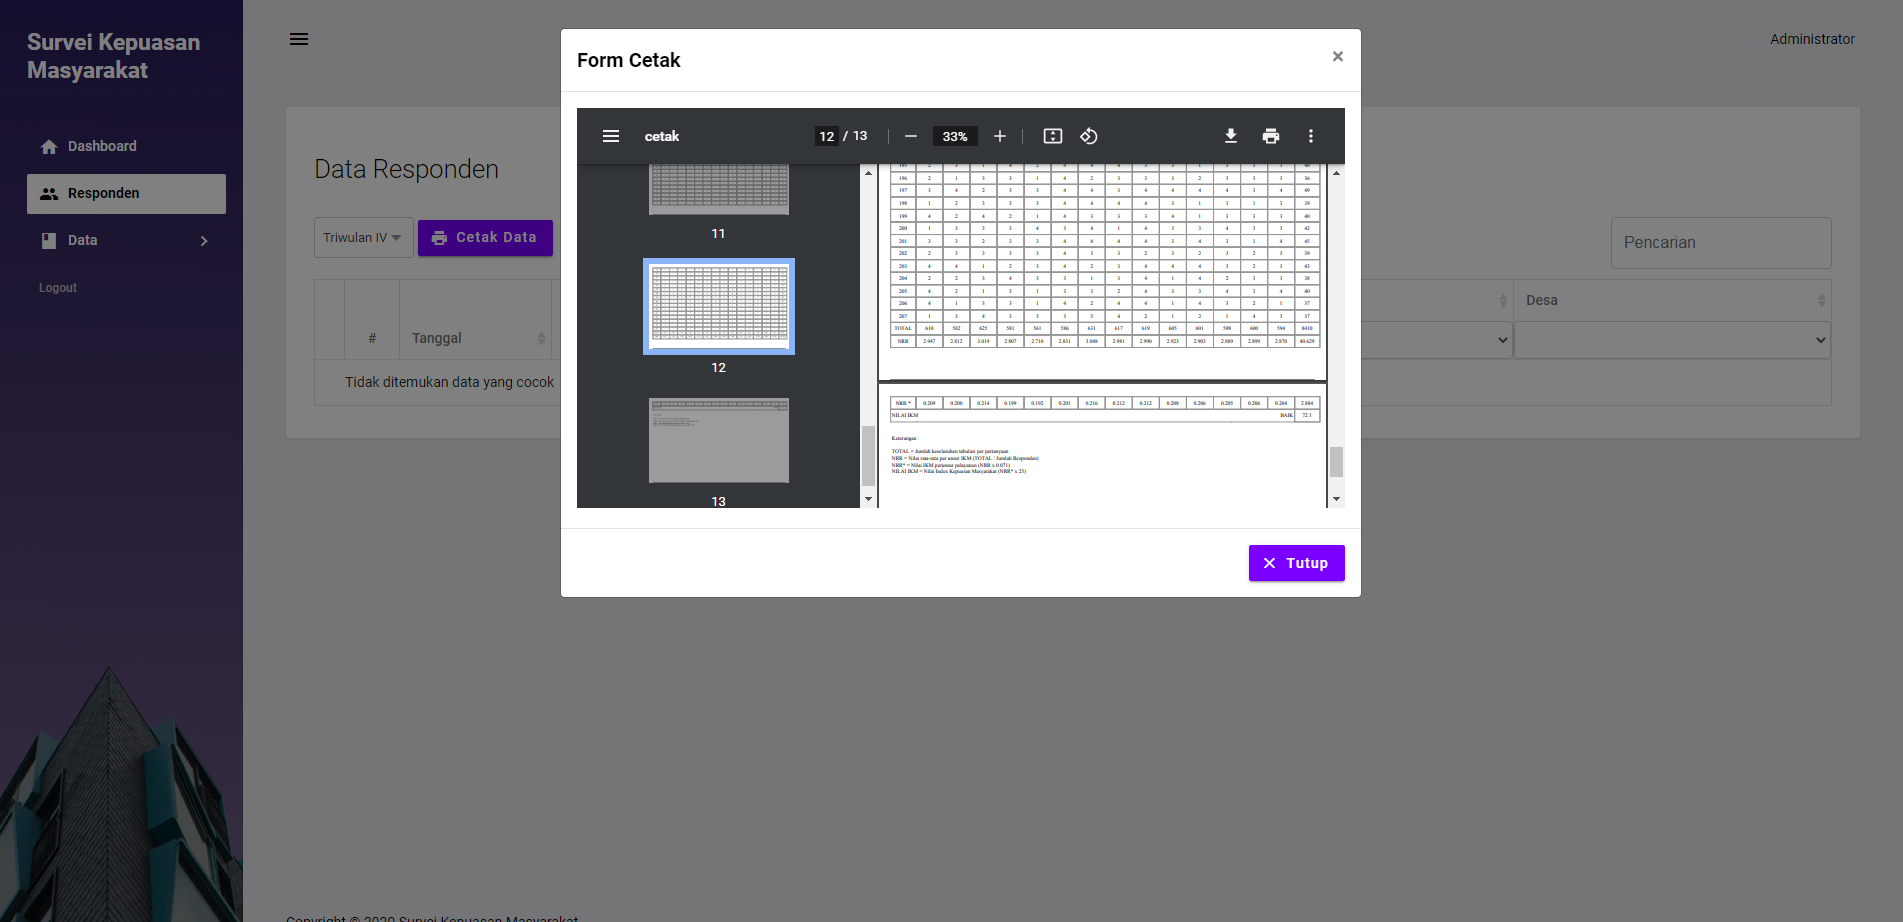 Survei Kepuasan
Masyarakat
Dashboard
Responden
Data
Logout
Administrator
Data Responden
Triwulan IV
Cetak Data
Pencarian
#
Tanggal
Desa
Tidak ditemukan data yang cocok
Copyright © 2020 Survei Kepuasan Masyarakat
Form Cetak
×
cetak
12 / 13
33%
11
12
13
196 2 1 3 3 1 4 2 3 3 3 2 3 3 3 36
197 3 4 2 3 3 4 4 3 4 4 4 4 3 4 49
198 1 2 3 3 3 4 4 4 4 3 1 3 1 3 39
199 4 2 4 2 1 4 3 3 3 4 1 3 3 3 40
200 1 3 3 3 4 3 4 1 4 3 3 4 3 3 42
201 3 3 2 3 3 4 4 4 4 3 4 3 1 4 45
202 2 3 3 3 3 4 3 3 2 3 2 3 2 3 39
203 4 4 1 2 3 4 2 3 4 4 4 3 2 3 43
204 2 2 3 4 3 3 1 3 4 1 4 2 3 3 38
205 4 2 1 3 1 3 3 2 4 3 3 4 3 4 40
206 4 1 3 3 1 4 2 4 4 1 4 3 2 1 37
207 1 3 4 3 3 3 3 4 2 1 2 1 4 3 37
TOTAL 610 582 625 581 561 586 631 617 619 605 601 598 600 594 8410
NRR 2.947 2.812 3.019 2.807 2.710 2.831 3.048 2.981 2.990 2.923 2.903 2.889 2.899 2.870 40.629
NRR * 0.209 0.200 0.214 0.199 0.192 0.201 0.216 0.212 0.212 0.208 0.206 0.205 0.206 0.204 2.884
NILAI IKM BAIK 72.1
Keterangan :
TOTAL = Jumlah keseluruhan tabulasi per pertanyaan
NRR = Nilai rata-rata per unsur IKM (TOTAL / Jumlah Responden)
NRR* = Nilai IKM perunsur pelayanan (NRR x 0.071)
NILAI IKM = Nilai Index Kepuasan Masyarakat (NRR* x 25)
Tutup